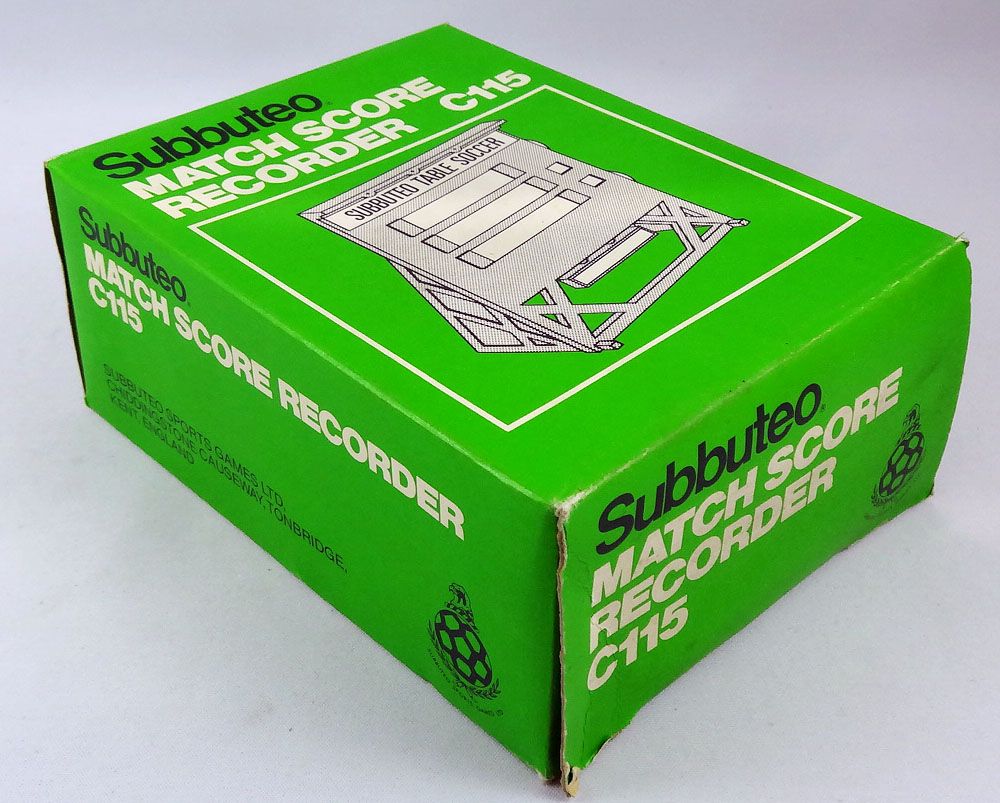 Subbuteo®
MATCH SCORE
RECORDER C115
SUBBUTEO TABLE SOCCER
Subbuteo®
MATCH SCORE RECORDER
C115
SUBBUTEO SPORTS GAMES LTD
CHIDDINGSTONE CAUSEWAY, TONBRIDGE,
KENT, ENGLAND
Subbuteo®
MATCH SCORE
RECORDER
C115